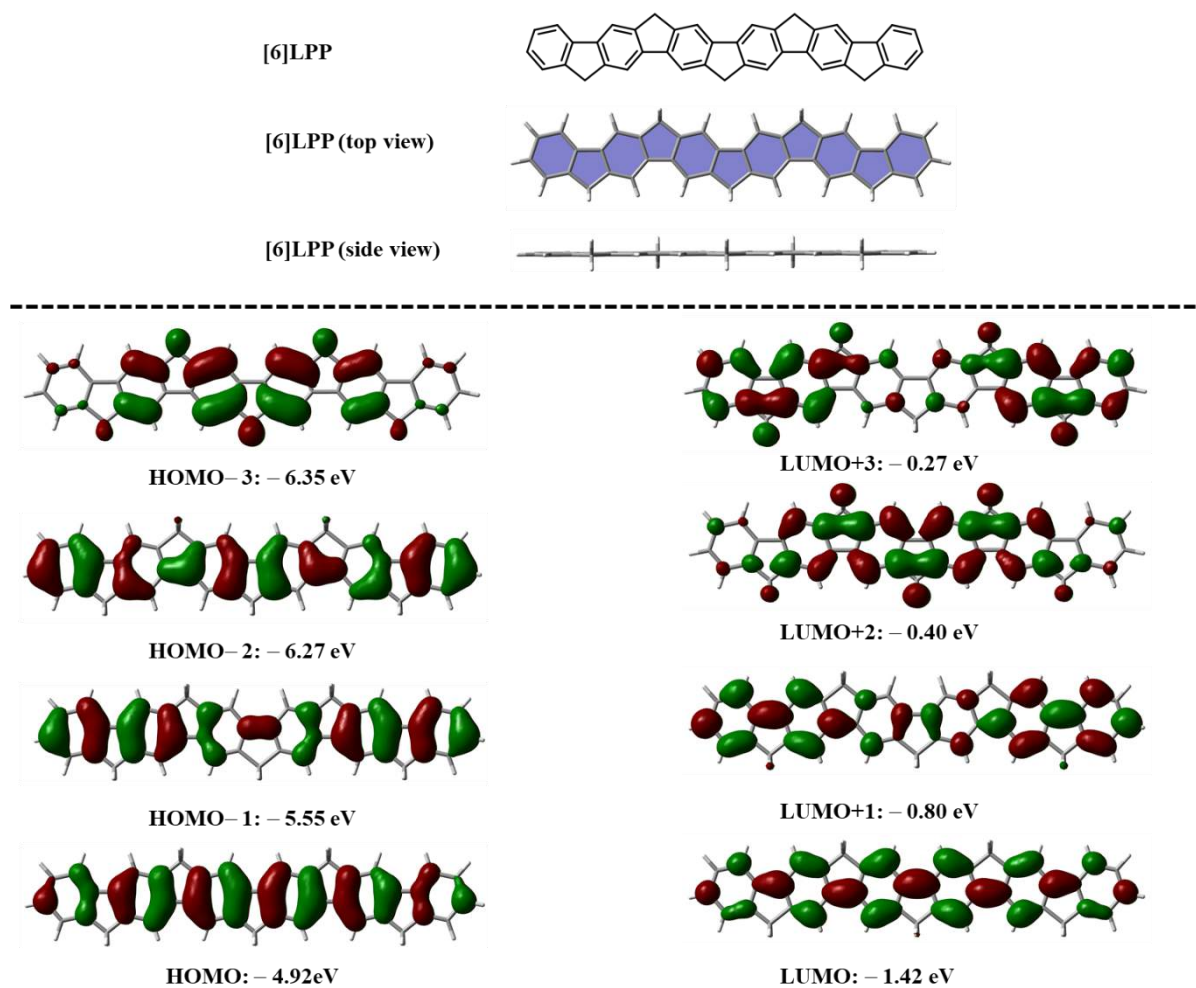 [6]LPP
[6]LPP (top view)
[6]LPP (side view)
HOMO– 3: – 6.35 eV
LUMO+3: – 0.27 eV
HOMO– 2: – 6.27 eV
LUMO+2: – 0.40 eV
HOMO– 1: – 5.55 eV
LUMO+1: – 0.80 eV
HOMO: – 4.92eV
LUMO: – 1.42 eV